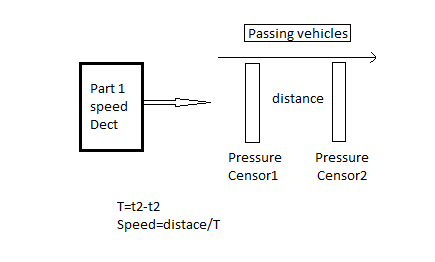 Passing vehicles
Part 1
speed
Dect
distance
Pressure
Censor1
Pressure
Censor2
T=t2-t2
Speed=distace/T